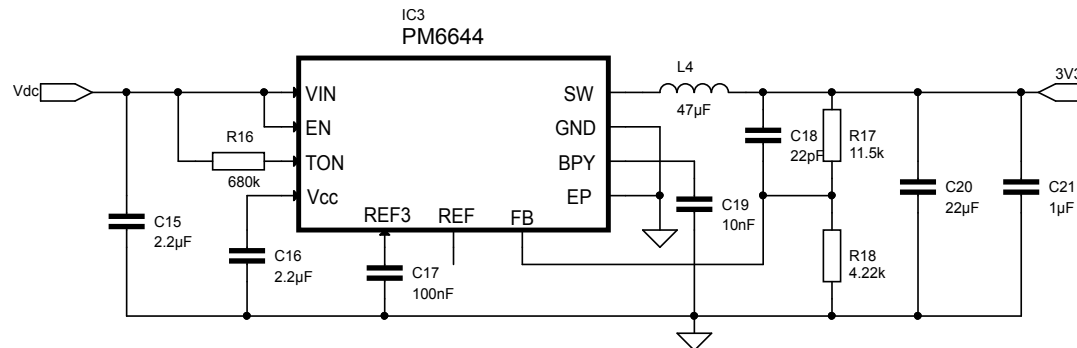 IC3
PM6644
Vdc
VIN
EN
TON
Vcc
REF3
REF
FB
SW
GND
BPY
EP
R16
680k
C15
2.2µF
C16
2.2µF
C17
100nF
L4
47µF
C18
22pF
R17
11.5k
C19
10nF
R18
4.22k
C20
22µF
C21
1µF
3V3